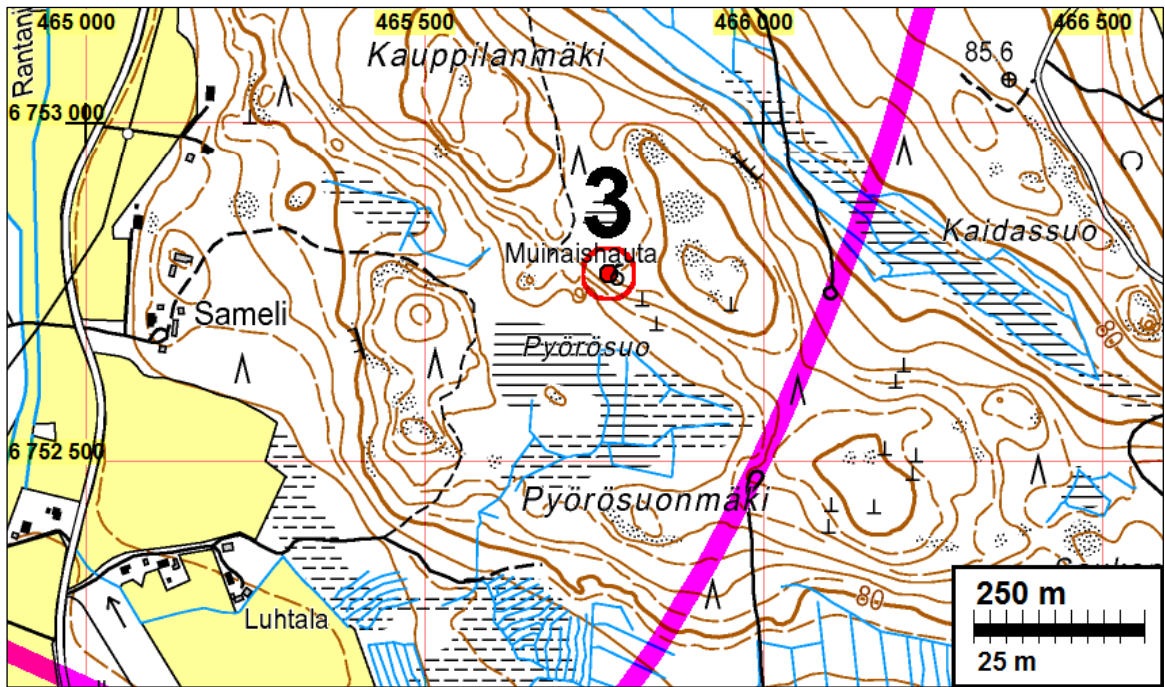 465 000
465 500
466 000
466 500
Rantanj
Kauppilanmäki
85.6
6 753 000
3
Kaidassuo
Muinaishauta
Sameli
Pyörösuo
80
6 752 500
Pyörösuonmäki
80
Luhtala
250 m
25 m